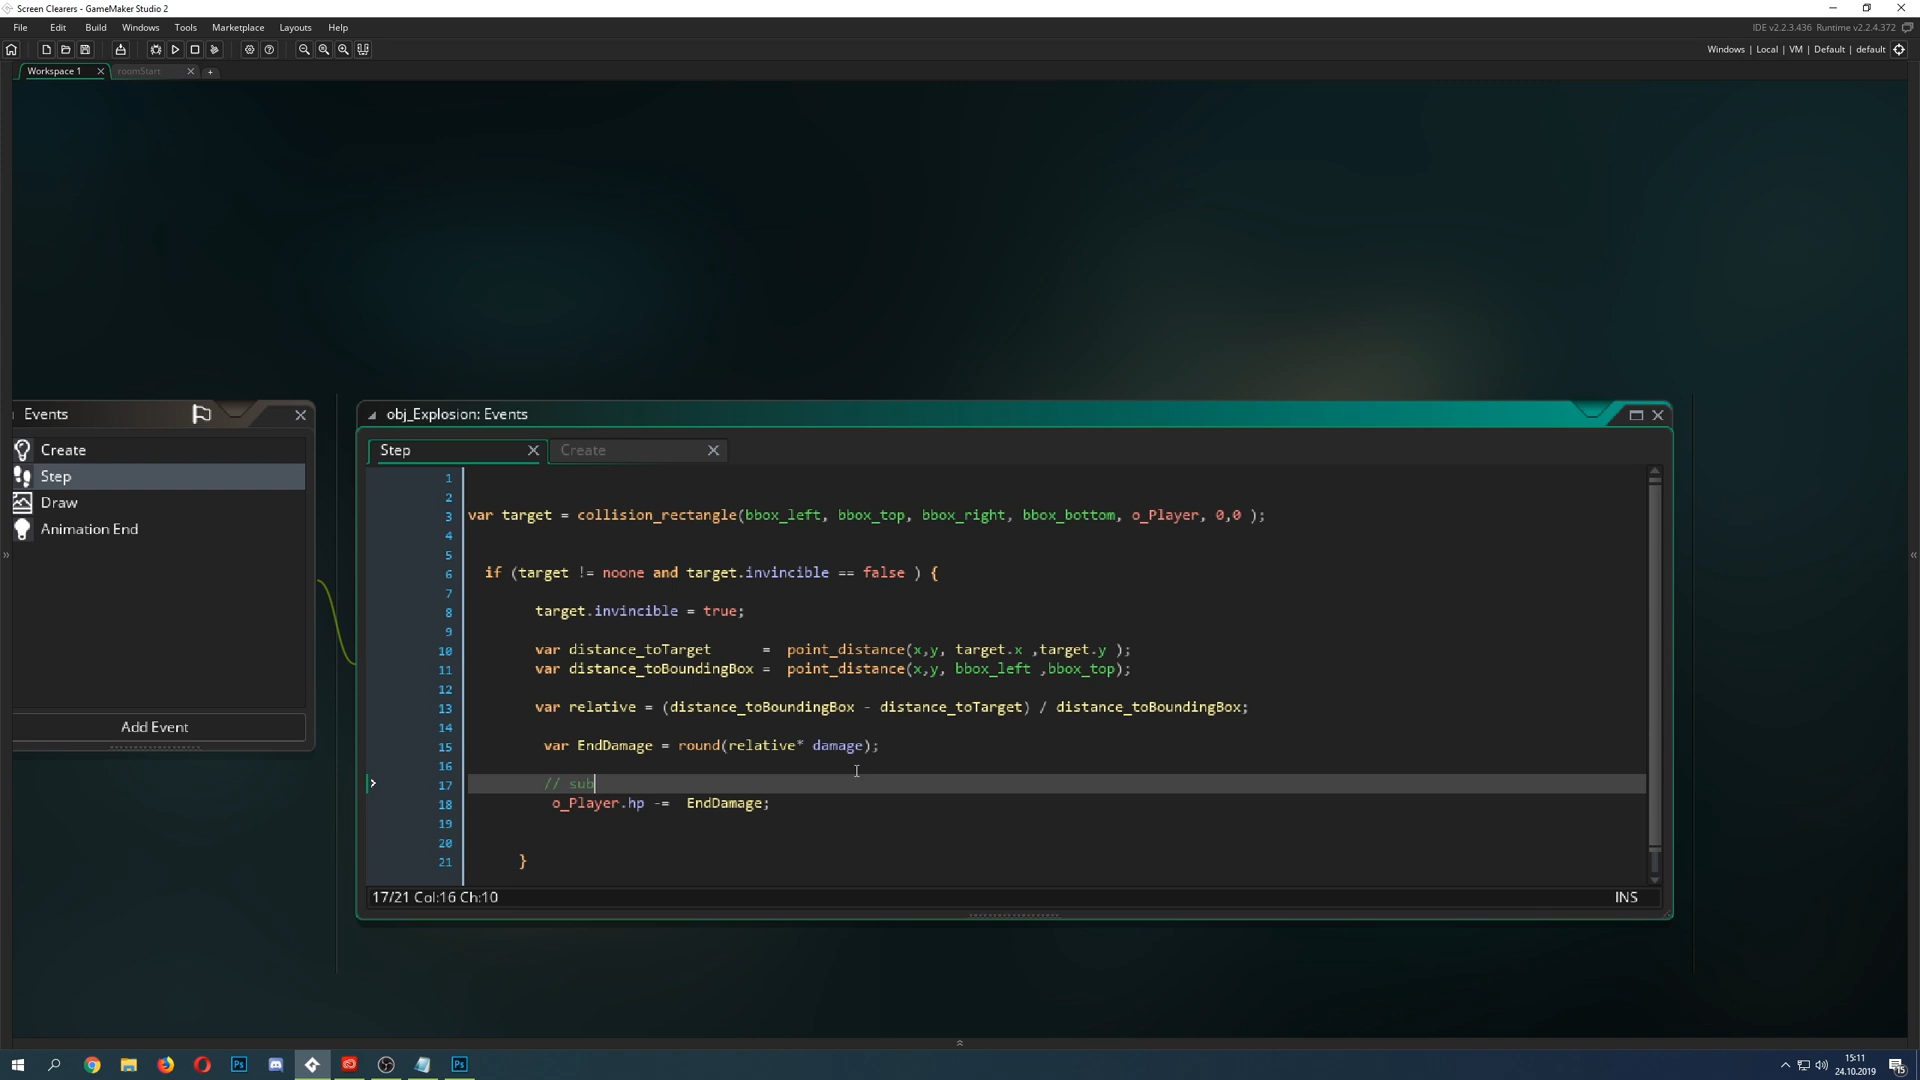 Screen Clearers - GameMaker Studio 2
File Edit Build Windows Tools Marketplace Layouts Help
IDE v2.2.3.436 Runtime v2.2.4.372
Windows | Local | VM | Default | default
Workspace 1
roomStart
Events
Create
Step
Draw
Animation End
Add Event
obj_Explosion: Events
Step
Create
1
2
3 var target = collision_rectangle(bbox_left, bbox_top, bbox_right, bbox_bottom, o_Player, 0,0 );
4
5
6 if (target != noone and target.invincible == false ) {
7
8 target.invincible = true;
9
10 var distance_toTarget = point_distance(x,y, target.x ,target.y );
11 var distance_toBoundingBox = point_distance(x,y, bbox_left ,bbox_top);
12
13 var relative = (distance_toBoundingBox - distance_toTarget) / distance_toBoundingBox;
14
15 var EndDamage = round(relative* damage);
16
17 // sub
18 o_Player.hp -= EndDamage;
19
20
21 }
17/21 Col:16 Ch:10
INS
15:11
24.10.2019
15